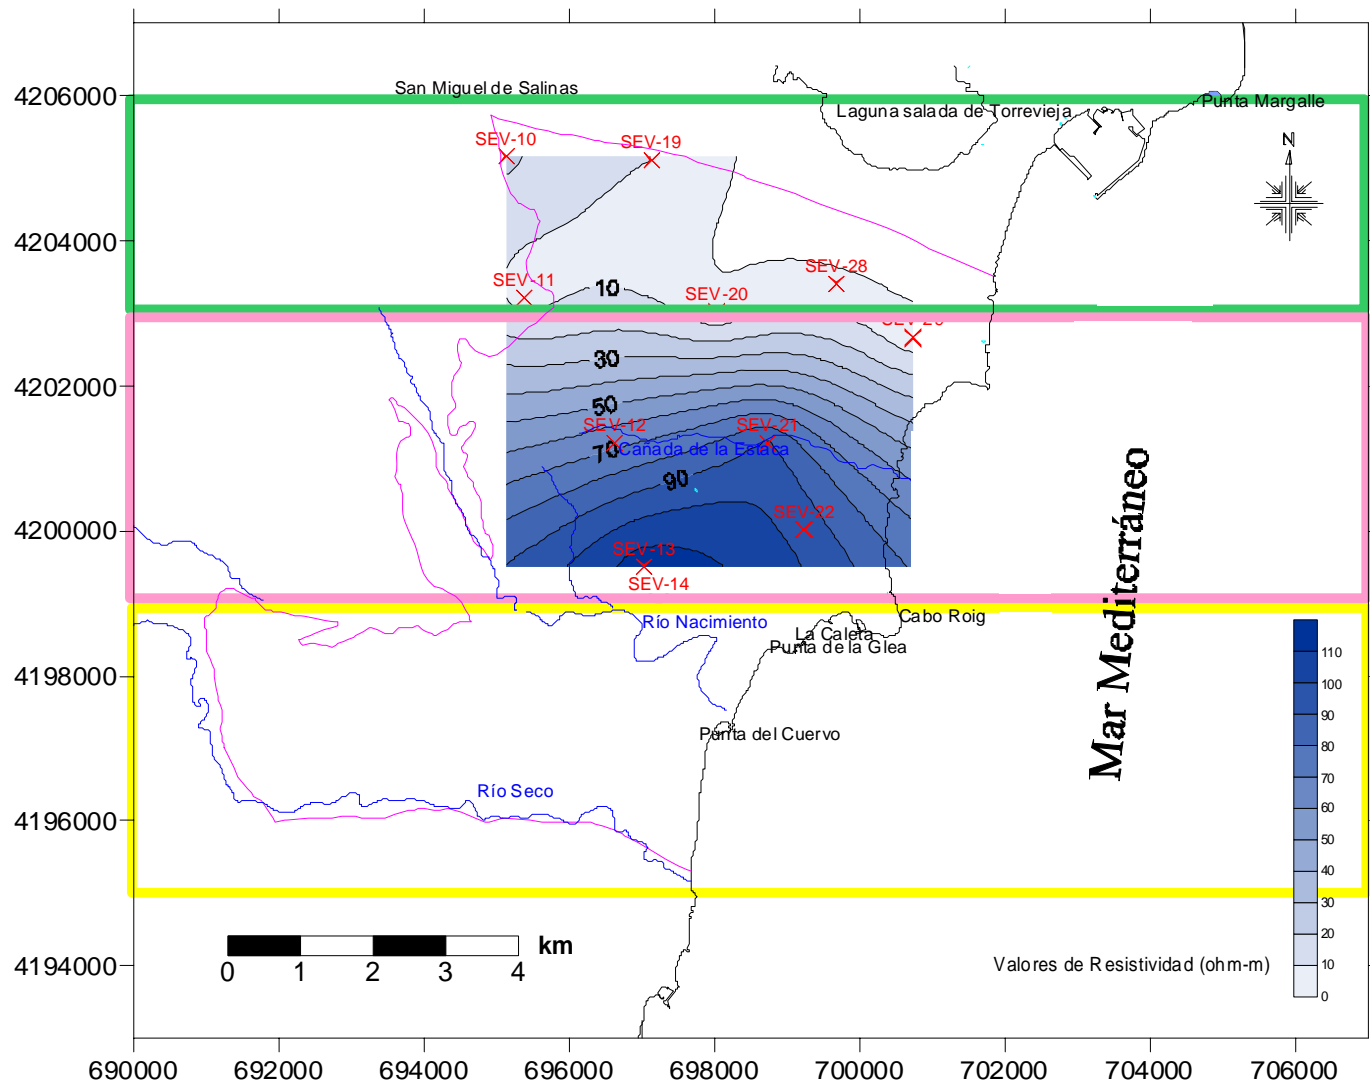 4206000
San Miguel de Salinas
Laguna salada de Torrevieja
Punta Margalle
SEV-10
SEV-19
N
4204000
SEV-11
10
SEV-20
SEV-28
30
4202000
50
SEV-12
SEV-21
70
Cañada de la Estaca
90
SEV-22
4200000
SEV-13
SEV-14
Mar Mediterráneo
Río Nacimiento
Cabo Roig
La Caleta
Punta de la Glea
4198000
Punta del Cuervo
Río Seco
4196000
110
100
90
80
70
60
50
40
30
20
10
0
km
0 1 2 3 4
4194000
Valores de Resistividad (ohm-m)
690000 692000 694000 696000 698000 700000 702000 704000 706000